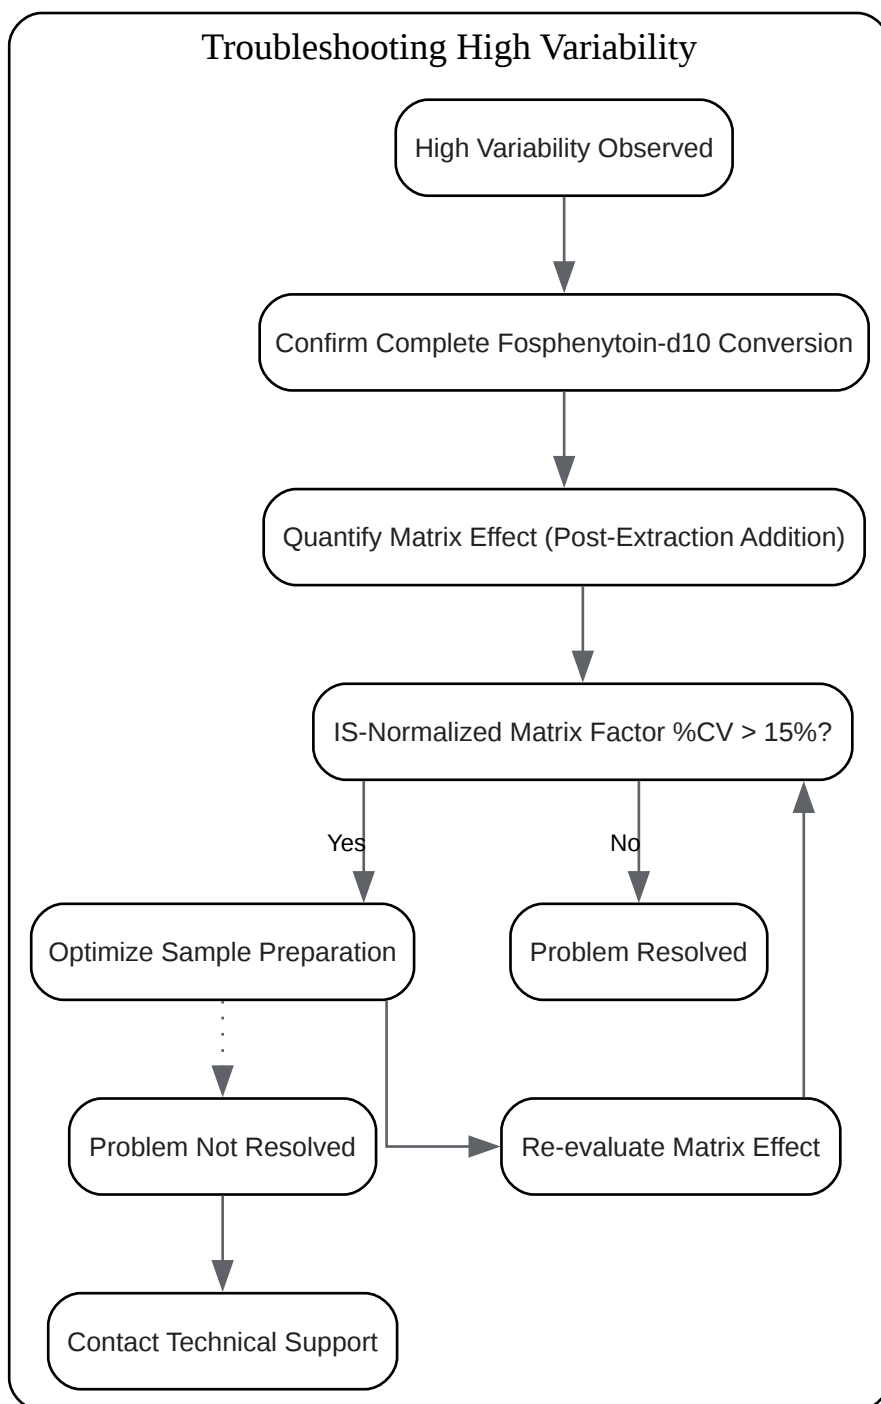 Troubleshooting High Variability
High Variability Observed
Confirm Complete Fosphenytoin-d10 Conversion
Quantify Matrix Effect (Post-Extraction Addition)
IS-Normalized Matrix Factor %CV > 15%?
Yes
No
Optimize Sample Preparation
Problem Resolved
Problem Not Resolved
Re-evaluate Matrix Effect
Contact Technical Support